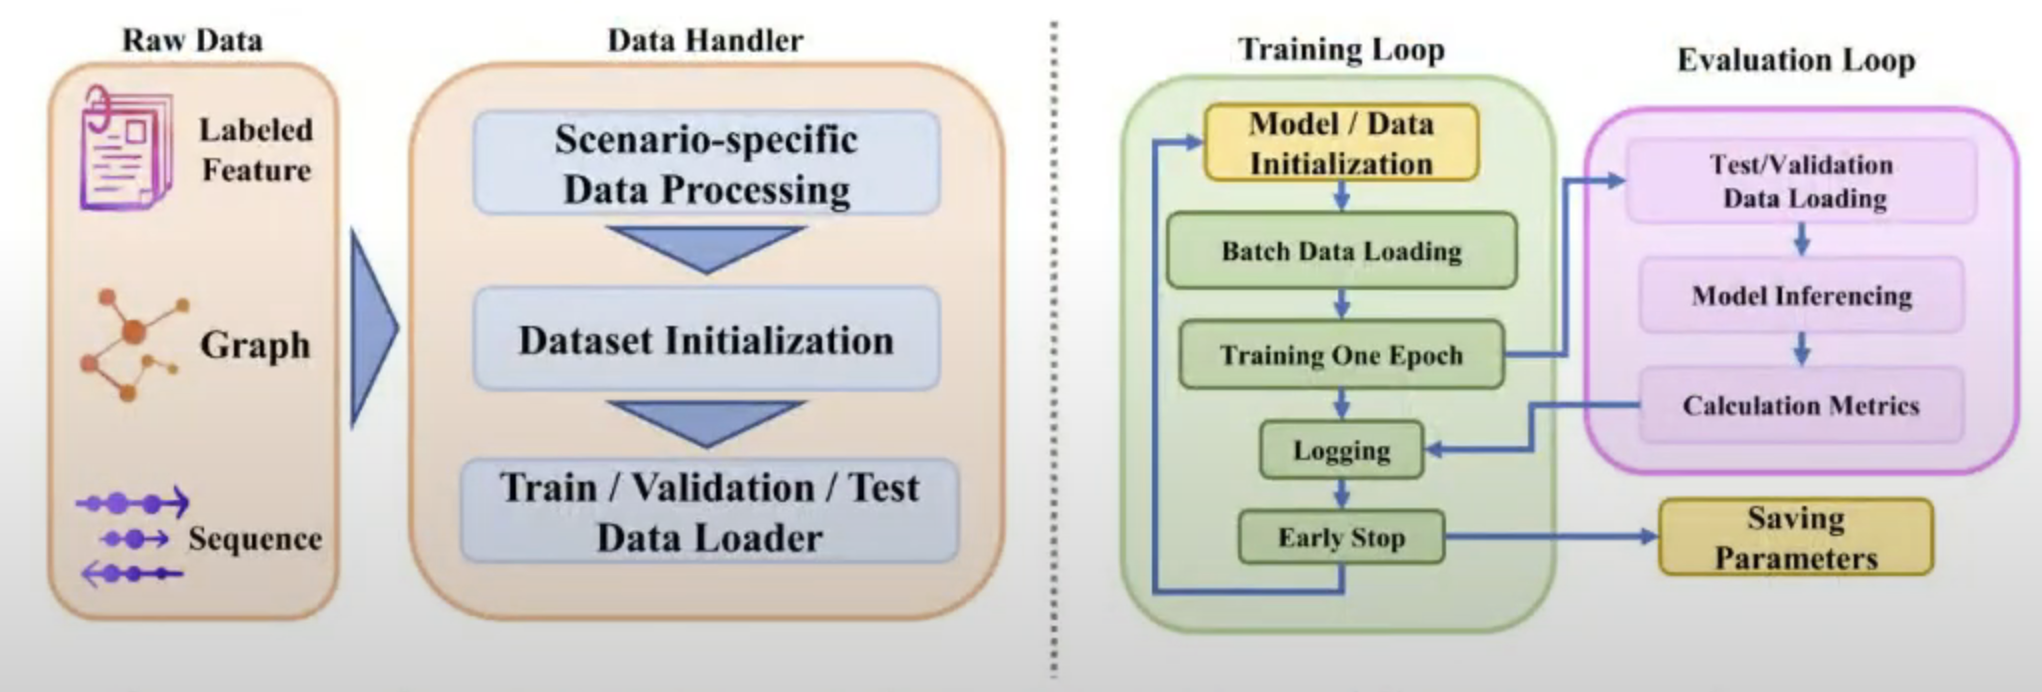 Raw Data
Labeled
Feature
Graph
Sequence
Data Handler
Scenario-specific
Data Processing
Dataset Initialization
Train / Validation / Test
Data Loader
Training Loop
Model / Data
Initialization
Batch Data Loading
Training One Epoch
Logging
Early Stop
Evaluation Loop
Test/Validation
Data Loading
Model Inferencing
Calculation Metrics
Saving
Parameters